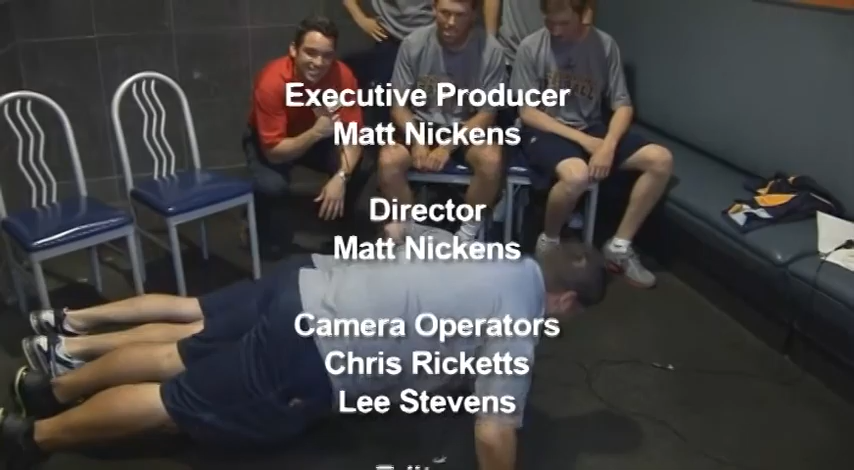 Executive Producer
Matt Nickens
Director
Matt Nickens
Camera Operators
Chris Ricketts
Lee Stevens